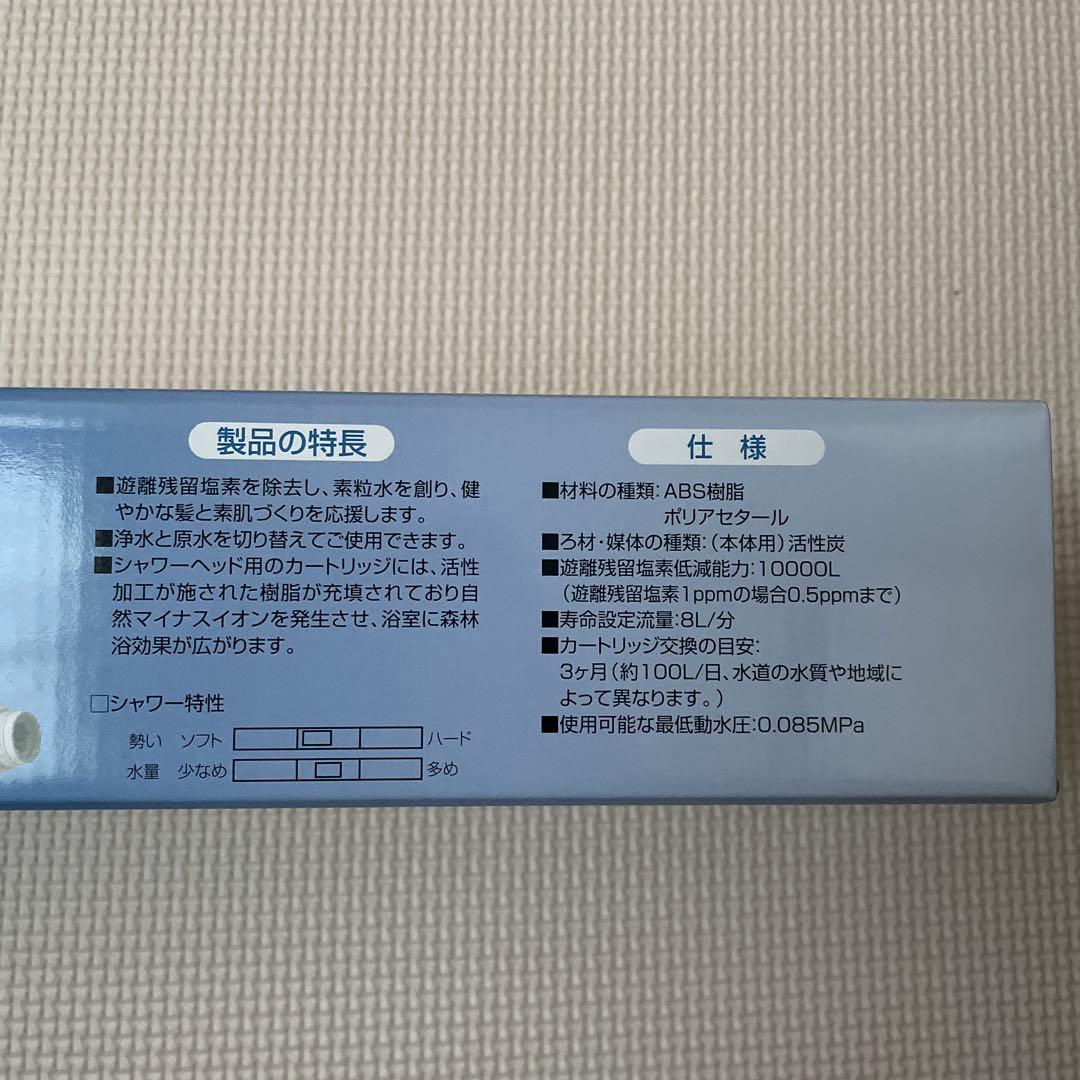 製品の特長
■遊離残留塩素を除去し、素粒水を創り、健
やかな髪と素肌づくりを応援します。
■浄水と原水を切り替えてご使用できます。
■シャワーヘッド用のカートリッジには、活性
加工が施された樹脂が充填されており自
然マイナスイオンを発生させ、浴室に森林
浴効果が広がります。
□シャワー特性
勢い ソフト ハード
水量 少なめ 多め
仕 様
■材料の種類:ABS樹脂
ポリアセタール
■ろ材・媒体の種類:(本体用)活性炭
■遊離残留塩素低減能力:10000L
(遊離残留塩素1ppmの場合0.5ppmまで)
■寿命設定流量:8L/分
■カートリッジ交換の目安:
3ヶ月(約100L/日、水道の水質や地域に
よって異なります。)
■使用可能な最低動水圧:0.085MPa